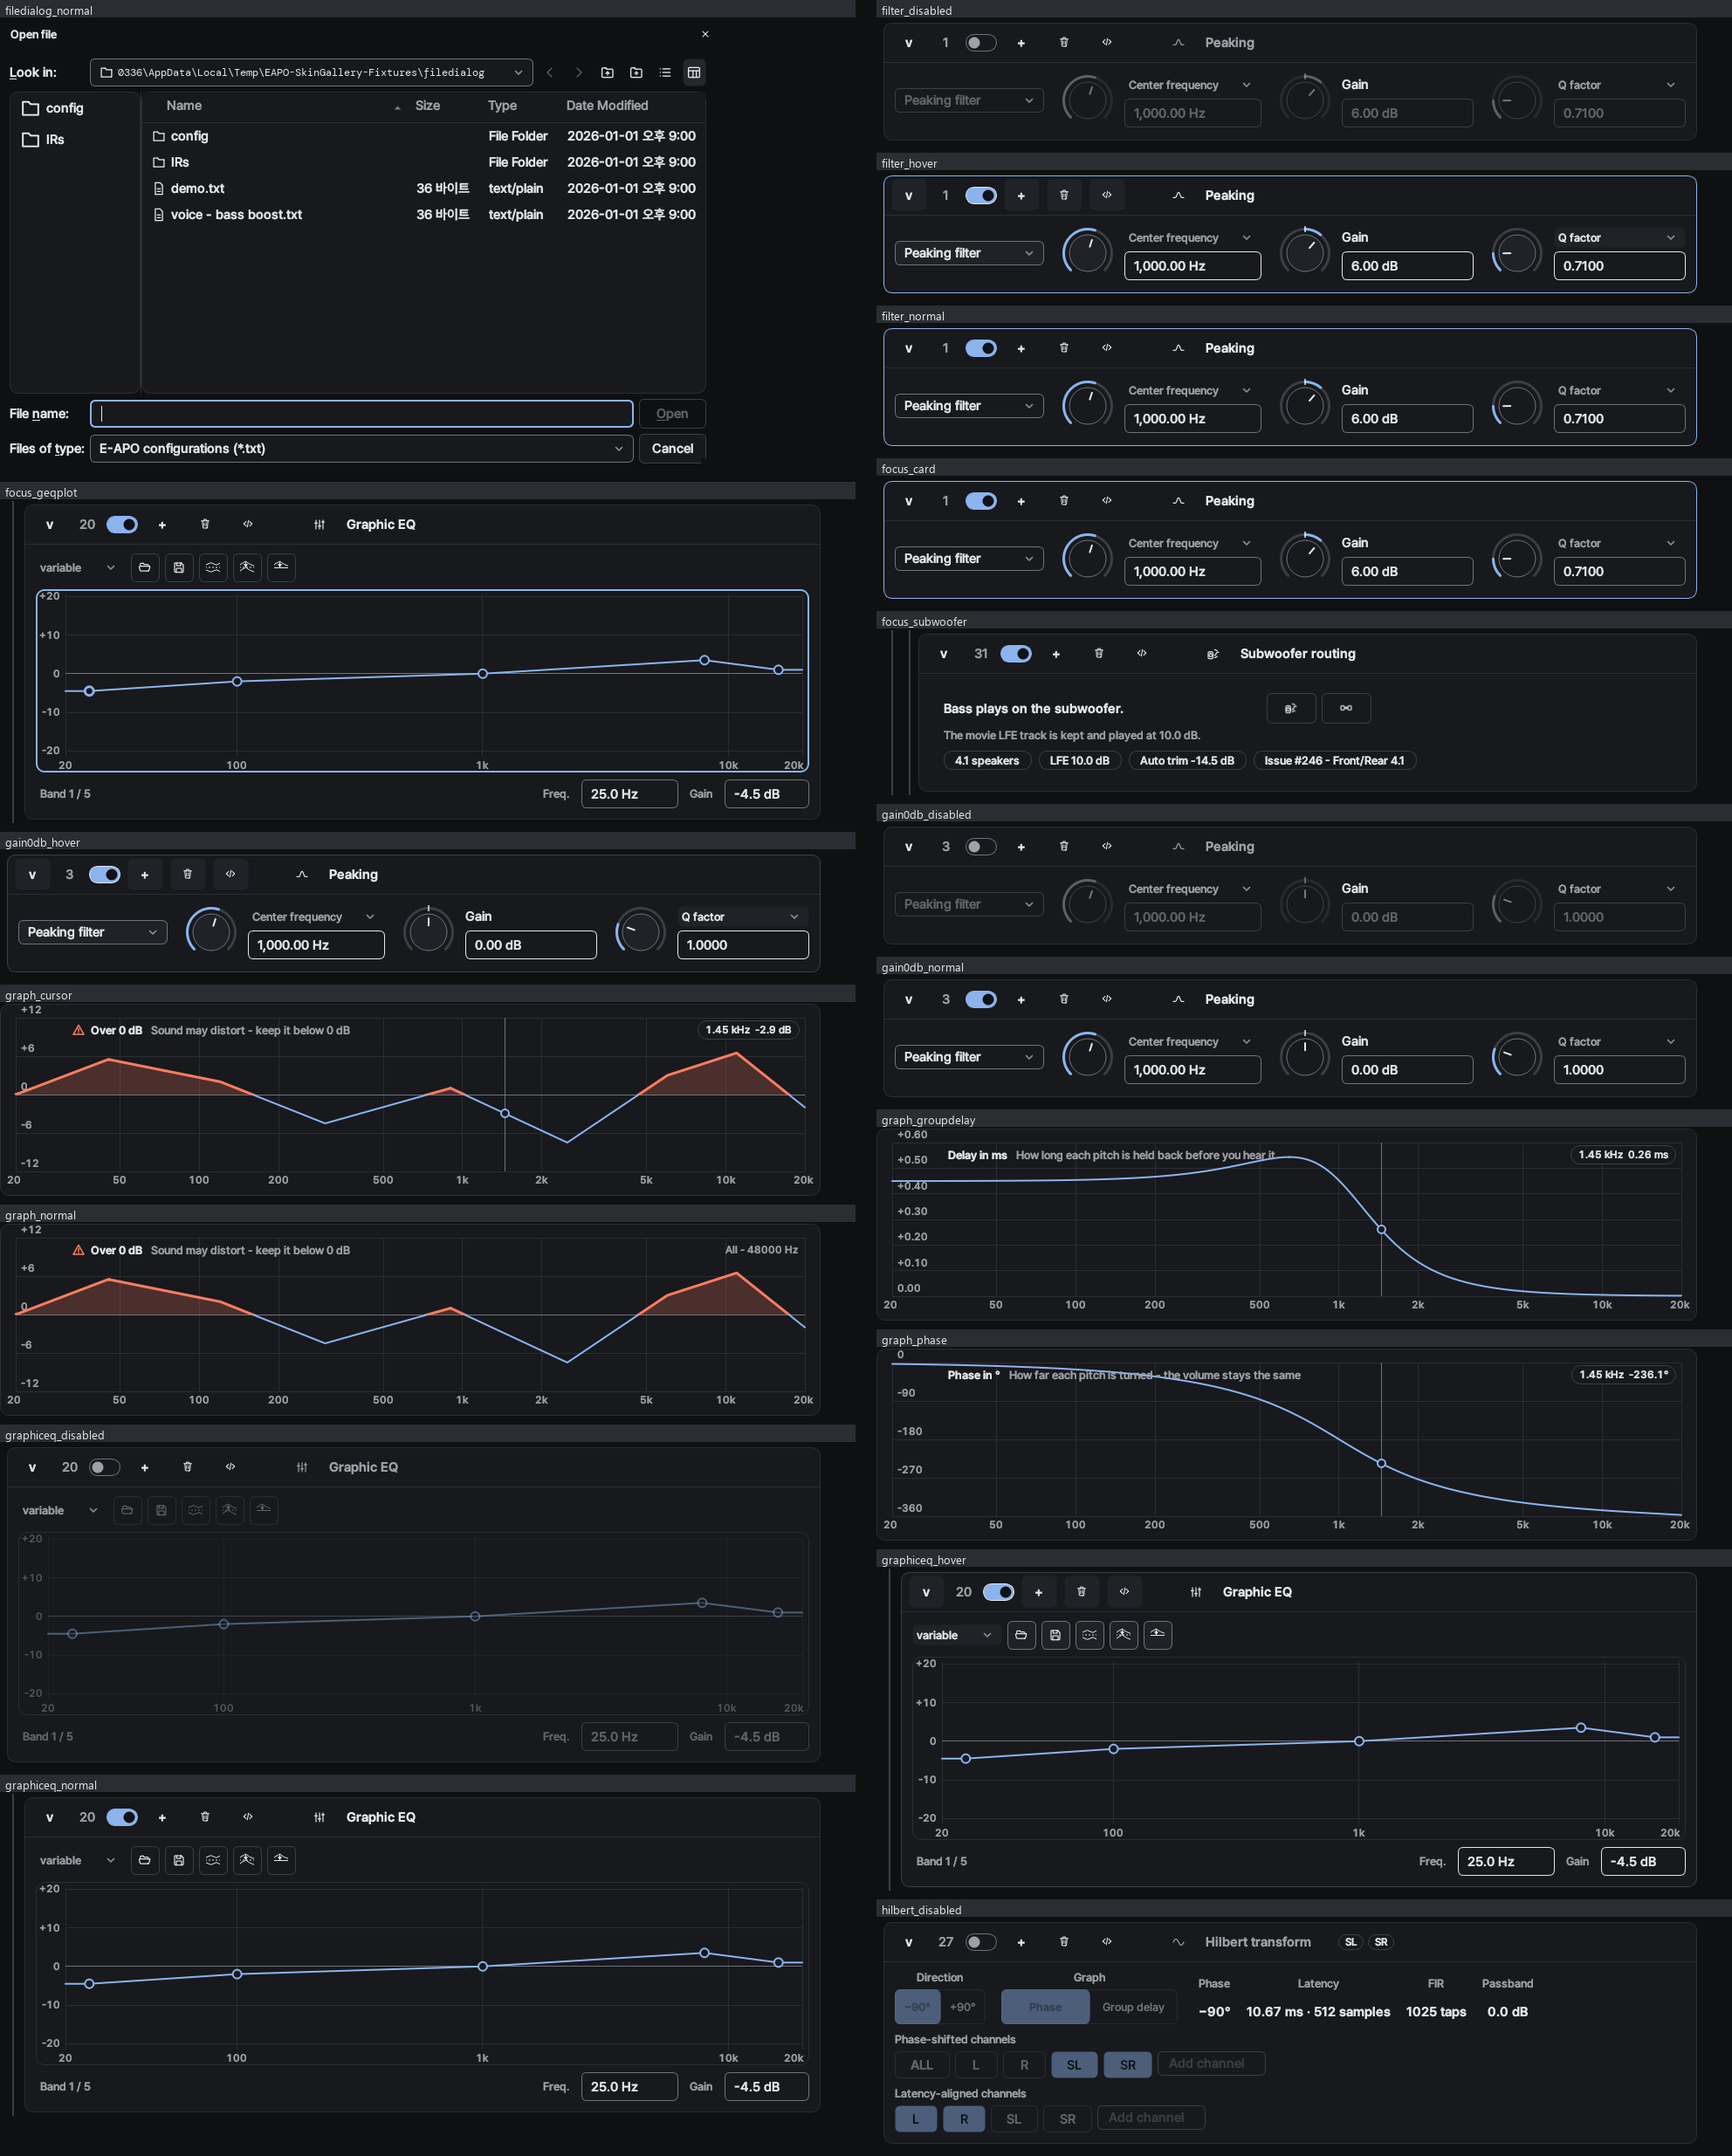 filedialog_normal
Open file
×
Look in:
0336\AppData\Local\Temp\EAPO-SkinGallery-Fixtures\filedialog
config
IRs
Name Size Type Date Modified
config File Folder 2026-01-01 오후 9:00
IRs File Folder 2026-01-01 오후 9:00
demo.txt 36 바이트 text/plain 2026-01-01 오후 9:00
voice - bass boost.txt 36 바이트 text/plain 2026-01-01 오후 9:00
File name: Open
Files of type: E-APO configurations (*.txt) Cancel
focus_geqplot
20 + Graphic EQ
variable
+20
+10
0
-10
-20
20 100 1k 10k 20k
Band 1 / 5 Freq. 25.0 Hz Gain -4.5 dB
gain0db_hover
3 + Peaking
Peaking filter Center frequency 1,000.00 Hz Gain 0.00 dB Q factor 1.0000
graph_cursor
+12
Over 0 dB Sound may distort - keep it below 0 dB 1.45 kHz -2.9 dB
+6
0
-6
-12
20 50 100 200 500 1k 2k 5k 10k 20k
graph_normal
+12
Over 0 dB Sound may distort - keep it below 0 dB All - 48000 Hz
+6
0
-6
-12
20 50 100 200 500 1k 2k 5k 10k 20k
graphiceq_disabled
20 + Graphic EQ
variable
+20
+10
0
-10
-20
20 100 1k 10k 20k
Band 1 / 5 Freq. 25.0 Hz Gain -4.5 dB
graphiceq_normal
20 + Graphic EQ
variable
+20
+10
0
-10
-20
20 100 1k 10k 20k
Band 1 / 5 Freq. 25.0 Hz Gain -4.5 dB
filter_disabled
1 + Peaking
Peaking filter Center frequency 1,000.00 Hz Gain 6.00 dB Q factor 0.7100
filter_hover
1 + Peaking
Peaking filter Center frequency 1,000.00 Hz Gain 6.00 dB Q factor 0.7100
filter_normal
1 + Peaking
Peaking filter Center frequency 1,000.00 Hz Gain 6.00 dB Q factor 0.7100
focus_card
1 + Peaking
Peaking filter Center frequency 1,000.00 Hz Gain 6.00 dB Q factor 0.7100
focus_subwoofer
31 + Subwoofer routing
Bass plays on the subwoofer.
The movie LFE track is kept and played at 10.0 dB.
4.1 speakers LFE 10.0 dB Auto trim -14.5 dB Issue #246 - Front/Rear 4.1
gain0db_disabled
3 + Peaking
Peaking filter Center frequency 1,000.00 Hz Gain 0.00 dB Q factor 1.0000
gain0db_normal
3 + Peaking
Peaking filter Center frequency 1,000.00 Hz Gain 0.00 dB Q factor 1.0000
graph_groupdelay
+0.60
Delay in ms How long each pitch is held back before you hear it 1.45 kHz 0.26 ms
+0.50
+0.40
+0.30
+0.20
+0.10
0.00
20 50 100 200 500 1k 2k 5k 10k 20k
graph_phase
0
Phase in ° How far each pitch is turned - the volume stays the same 1.45 kHz -236.1°
-90
-180
-270
-360
20 50 100 200 500 1k 2k 5k 10k 20k
graphiceq_hover
20 + Graphic EQ
variable
+20
+10
0
-10
-20
20 100 1k 10k 20k
Band 1 / 5 Freq. 25.0 Hz Gain -4.5 dB
hilbert_disabled
27 + Hilbert transform SL SR
Direction Graph Phase Latency FIR Passband
−90° +90° Phase Group delay −90° 10.67 ms · 512 samples 1025 taps 0.0 dB
Phase-shifted channels
ALL L R SL SR Add channel
Latency-aligned channels
L R SL SR Add channel